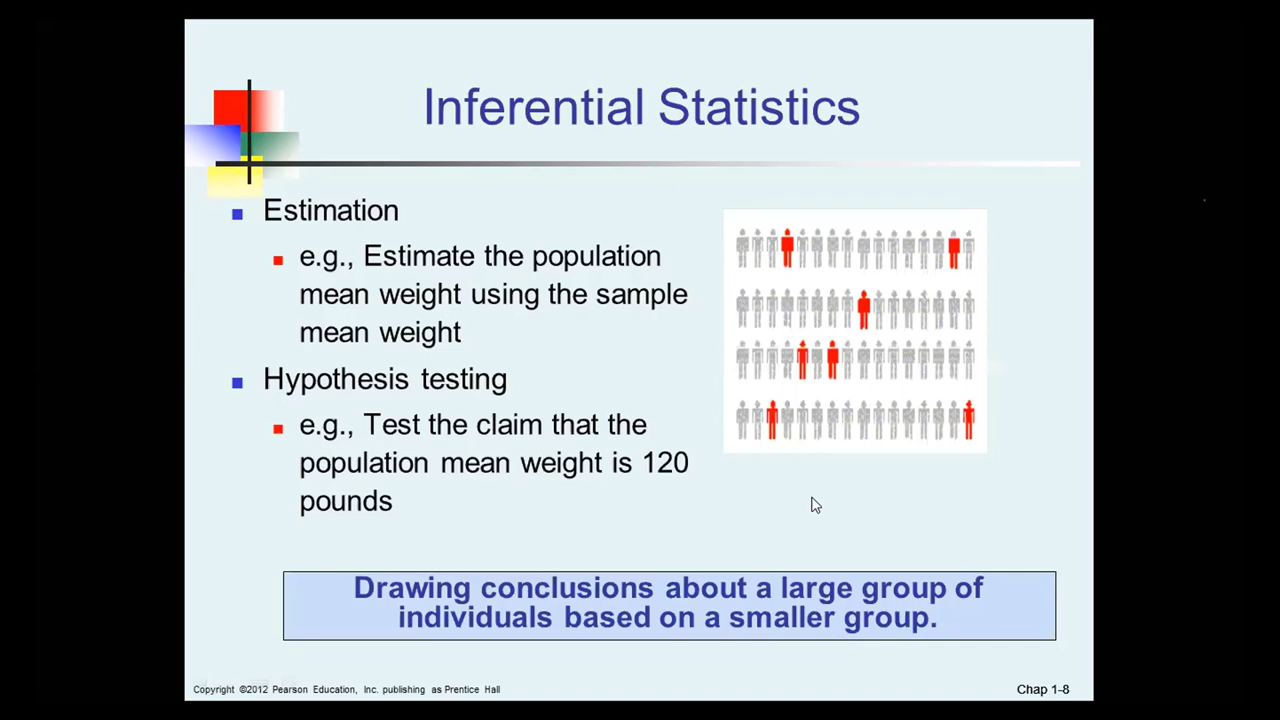 Inferential Statistics
Estimation
e.g., Estimate the population
mean weight using the sample
mean weight
Hypothesis testing
e.g., Test the claim that the
population mean weight is 120
pounds
Drawing conclusions about a large group of
individuals based on a smaller group.
Copyright ©2012 Pearson Education, Inc. publishing as Prentice Hall
Chap 1-8